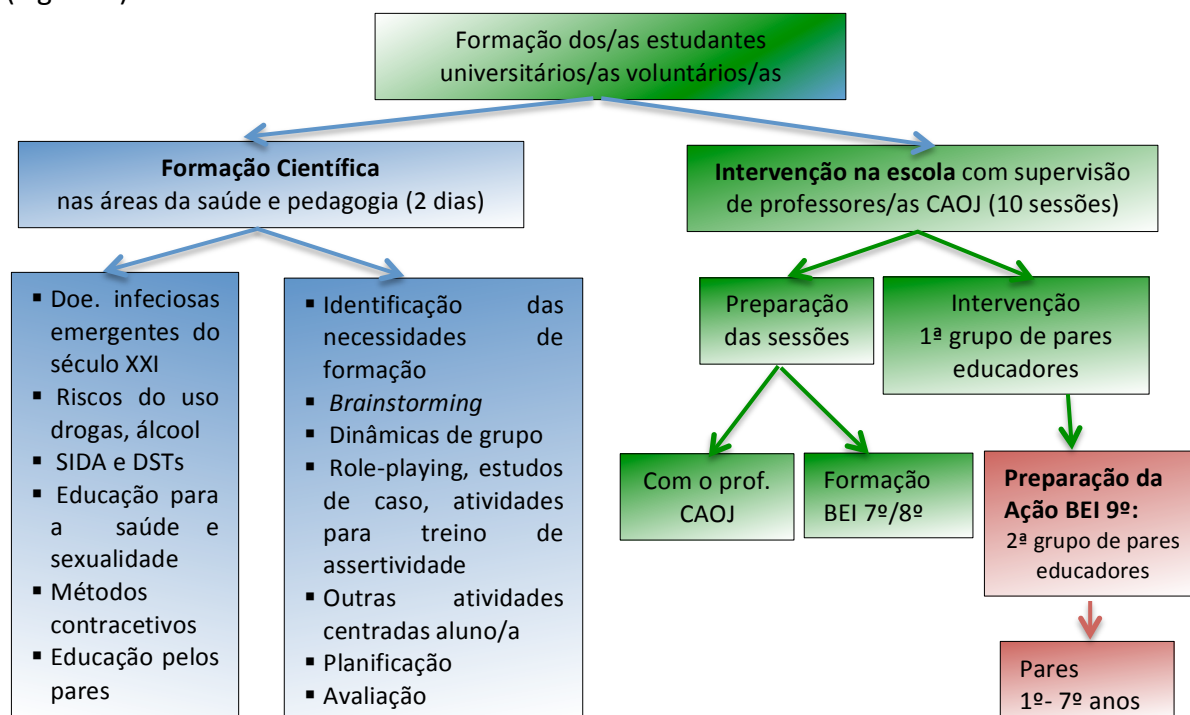 Formação dos/as estudantes
universitários/as voluntários/as
Formação Científica
nas áreas da saúde e pedagogia (2 dias)
Intervenção na escola com supervisão
de professores/as CAOJ (10 sessões)
▪ Doe. infeciosas
emergentes do
século XXI
▪ Riscos do uso
drogas, álcool
▪ SIDA e DSTs
▪ Educação para
a saúde e
sexualidade
▪ Métodos
contracetivos
▪ Educação pelos
pares
▪ Identificação das
necessidades de
formação
▪ Brainstorming
▪ Dinâmicas de grupo
▪ Role-playing, estudos
de caso, atividades
para treino de
assertividade
▪ Outras atividades
centradas aluno/a
▪ Planificação
▪ Avaliação
Preparação
das sessões
Intervenção
1ª grupo de pares
educadores
Com o prof.
CAOJ
Formação
BEI 7º/8º
Preparação da
Ação BEI 9º:
2ª grupo de pares
educadores
Pares
1º- 7º anos